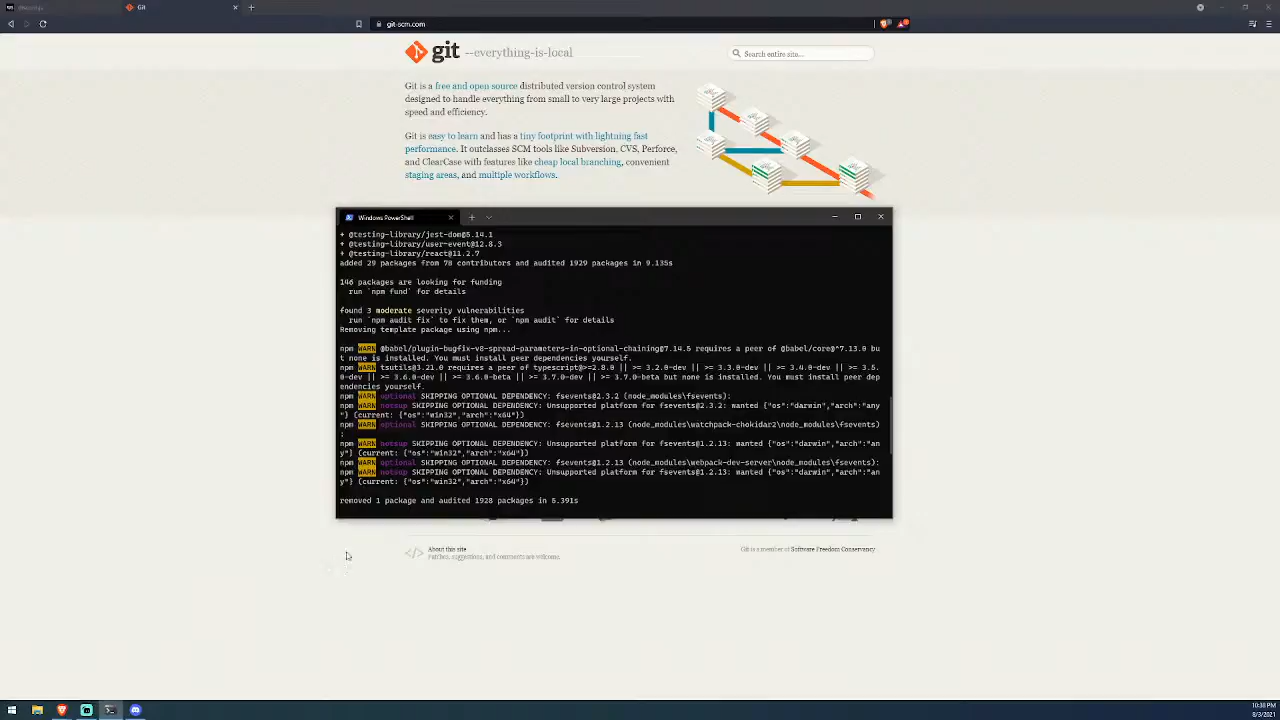 Git
git-scm.com
git --everything-is-local
Search entire site...
Git is a free and open source distributed version control system
designed to handle everything from small to very large projects with
speed and efficiency.
Git is easy to learn and has a tiny footprint with lightning fast
performance. It outclasses SCM tools like Subversion, CVS, Perforce,
and ClearCase with features like cheap local branching, convenient
staging areas, and multiple workflows.
Windows PowerShell
+ @testing-library/jest-dom@5.14.1
+ @testing-library/user-event@12.8.3
+ @testing-library/react@11.2.7
added 29 packages from 78 contributors and audited 1929 packages in 9.135s
146 packages are looking for funding
run `npm fund` for details
found 3 moderate severity vulnerabilities
run `npm audit fix` to fix them, or `npm audit` for details
Removing template package using npm...
npm WARN @babel/plugin-bugfix-v8-spread-parameters-in-optional-chaining@7.14.5 requires a peer of @babel/core@^7.13.0 bu
t none is installed. You must install peer dependencies yourself.
npm WARN tsutils@3.21.0 requires a peer of typescript@>=2.8.0 || >= 3.2.0-dev || >= 3.3.0-dev || >= 3.4.0-dev || >= 3.5.
0-dev || >= 3.6.0-dev || >= 3.6.0-beta || >= 3.7.0-dev || >= 3.7.0-beta but none is installed. You must install peer dep
endencies yourself.
npm WARN optional SKIPPING OPTIONAL DEPENDENCY: fsevents@2.3.2 (node_modules\fsevents):
npm WARN notsup SKIPPING OPTIONAL DEPENDENCY: Unsupported platform for fsevents@2.3.2: wanted {"os":"darwin","arch":"any
"} (current: {"os":"win32","arch":"x64"})
npm WARN optional SKIPPING OPTIONAL DEPENDENCY: fsevents@1.2.13 (node_modules\watchpack-chokidar2\node_modules\fsevents)
:
npm WARN notsup SKIPPING OPTIONAL DEPENDENCY: Unsupported platform for fsevents@1.2.13: wanted {"os":"darwin","arch":"an
y"} (current: {"os":"win32","arch":"x64"})
npm WARN optional SKIPPING OPTIONAL DEPENDENCY: fsevents@1.2.13 (node_modules\webpack-dev-server\node_modules\fsevents):
npm WARN notsup SKIPPING OPTIONAL DEPENDENCY: Unsupported platform for fsevents@1.2.13: wanted {"os":"darwin","arch":"an
y"} (current: {"os":"win32","arch":"x64"})
removed 1 package and audited 1928 packages in 5.391s
</> About this site
Patches, suggestions, and comments are welcome.
Git is a member of Software Freedom Conservancy
10:30 PM
8/3/2021